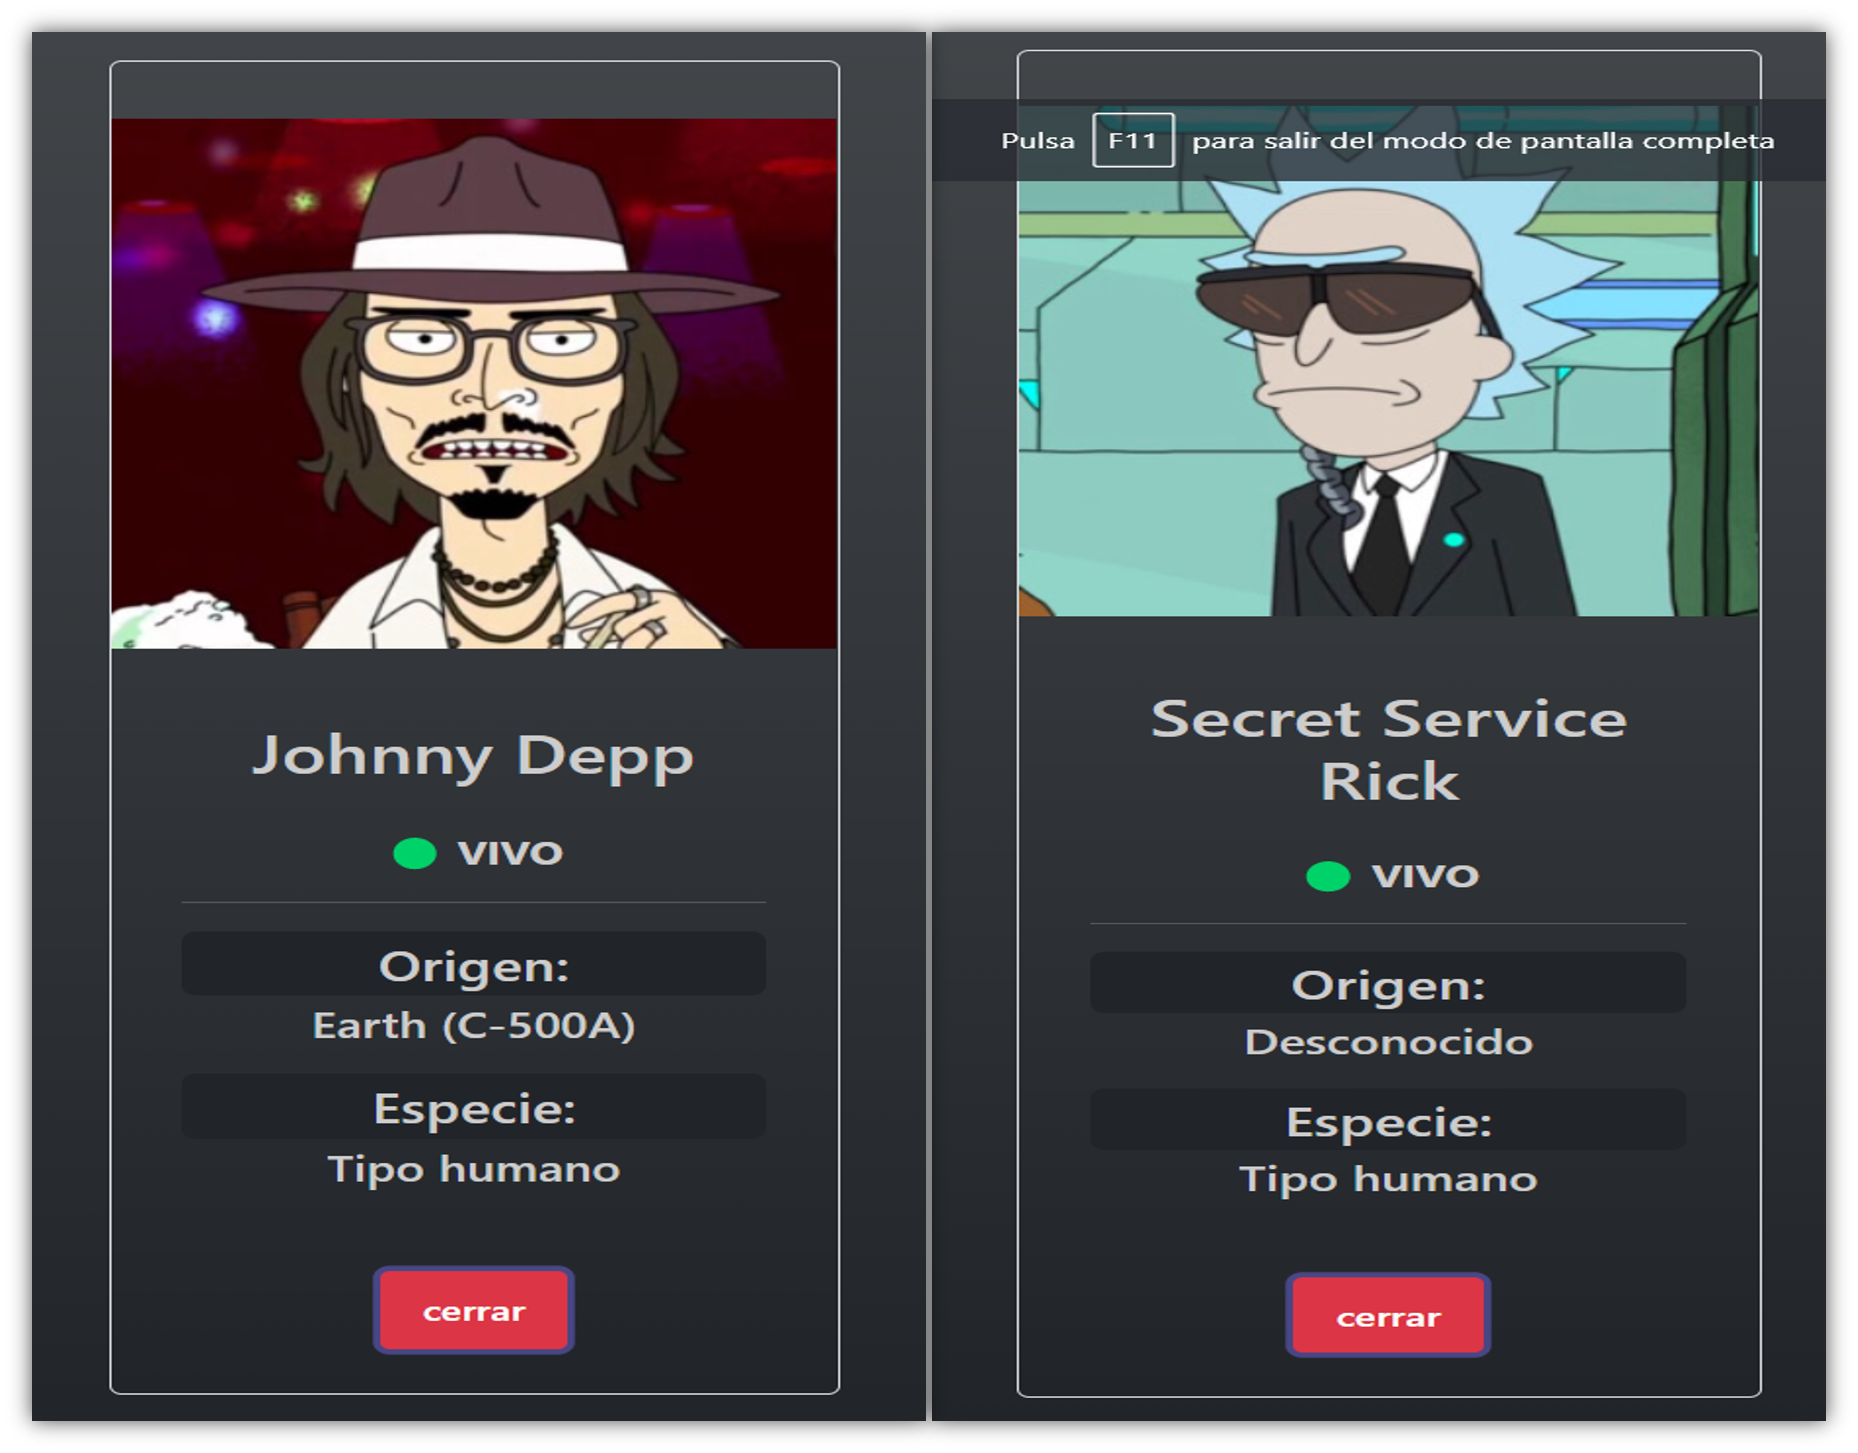 Johnny Depp
VIVO
Origen:
Earth (C-500A)
Especie:
Tipo humano
cerrar
Pulsa F11 para salir del modo de pantalla completa
Secret Service
Rick
VIVO
Origen:
Desconocido
Especie:
Tipo humano
cerrar